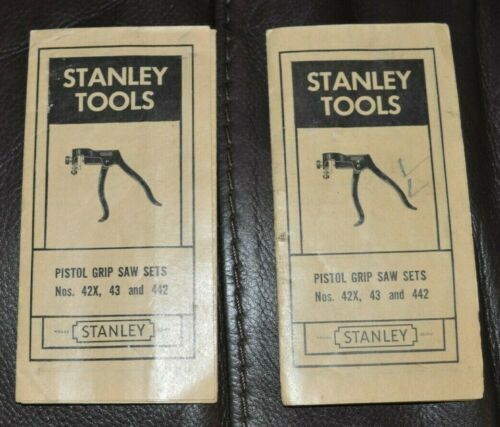 STANLEY
TOOLS
PISTOL GRIP SAW SETS
Nos. 42X, 43 and 442
STANLEY
STANLEY
TOOLS
PISTOL GRIP SAW SETS
Nos. 42X, 43 and 442
STANLEY